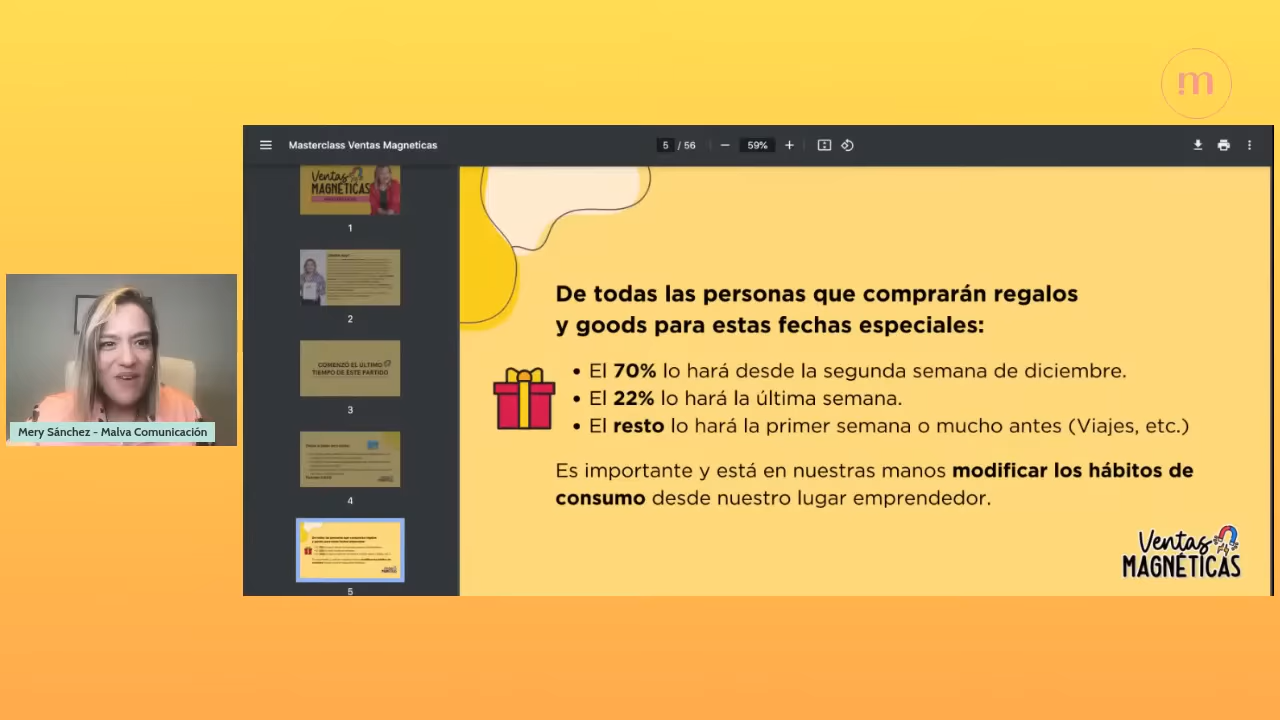 m
Masterclass Ventas Magneticas
5 / 56
59%
Ventas
MAGNÉTICAS
1
2
COMENZÓ EL ÚLTIMO
TIEMPO DE ESTE PARTIDO
3
4
5
De todas las personas que comprarán regalos
y goods para estas fechas especiales:
• El 70% lo hará desde la segunda semana de diciembre.
• El 22% lo hará la última semana.
• El resto lo hará la primer semana o mucho antes (Viajes, etc.)
Es importante y está en nuestras manos modificar los hábitos de
consumo desde nuestro lugar emprendedor.
Ventas
MAGNÉTICAS
Mery Sánchez - Malva Comunicación